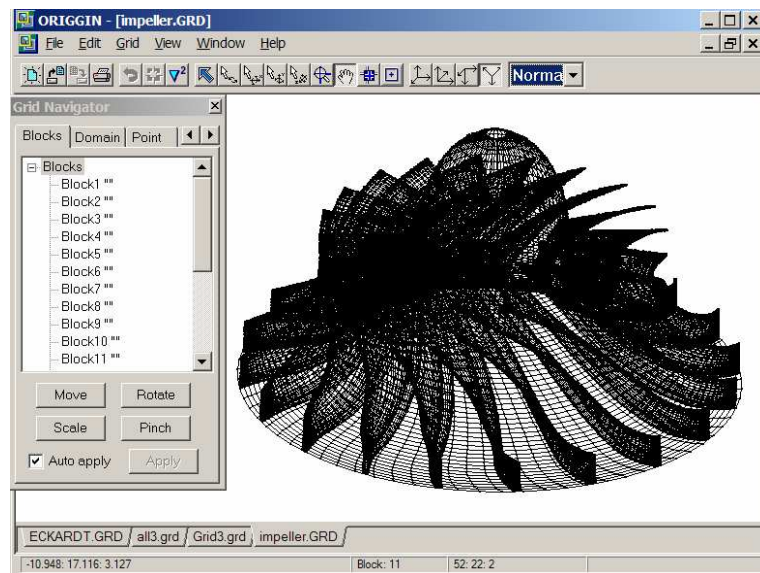 ORIGGIN - [impeller.GRD]
File Edit Grid View Window Help
∇² Norma
Grid Navigator
Blocks Domain Point
Blocks
Block1 ""
Block2 ""
Block3 ""
Block4 ""
Block5 ""
Block6 ""
Block7 ""
Block8 ""
Block9 ""
Block10 ""
Block11 ""
Move Rotate
Scale Pinch
Auto apply Apply
ECKARDT.GRD all3.grd Grid3.grd impeller.GRD
-10.948: 17.116: 3.127 Block: 11 52: 22: 2